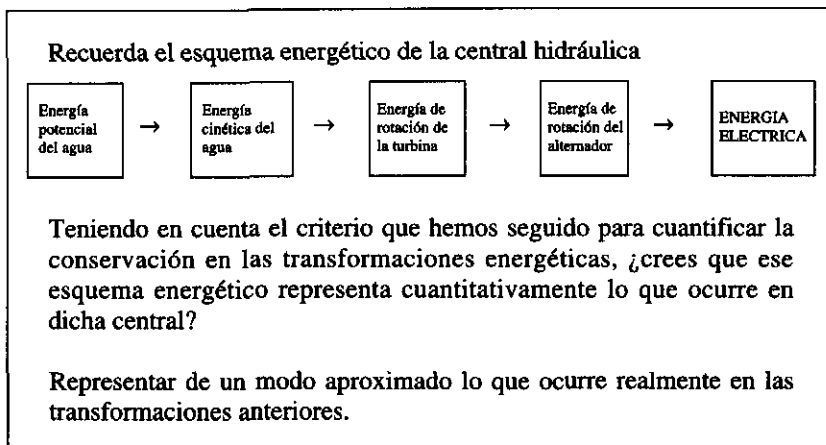 Recuerda el esquema energético de la central hidráulica
Energía
potencial
del agua
→
Energía
cinética del
agua
→
Energía de
rotación de
la turbina
→
Energía de
rotación del
alternador
→
ENERGIA
ELECTRICA
Teniendo en cuenta el criterio que hemos seguido para cuantificar la
conservación en las transformaciones energéticas, ¿crees que ese
esquema energético representa cuantitativamente lo que ocurre en
dicha central?
Representar de un modo aproximado lo que ocurre realmente en las
transformaciones anteriores.